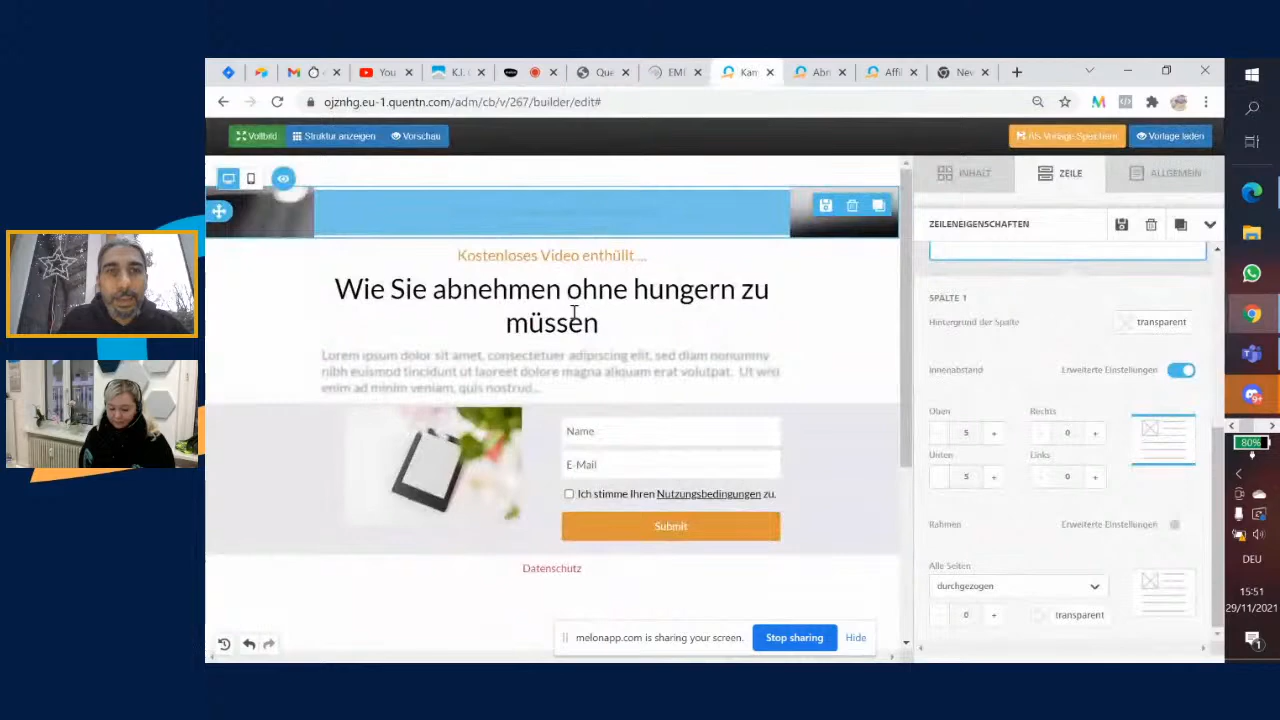 You
K.I.
Que
EMI
Kan
Abn
Affil
Nev
ojznhg.eu-1.quentn.com/adm/cb/v/267/builder/edit#
Vollbild
Struktur anzeigen
Vorschau
Als Vorlage Speichern
Vorlage laden
INHALT
ZEILE
ALLGEMEIN
ZEILENEIGENSCHAFTEN
Kostenloses Video enthüllt ...
Wie Sie abnehmen ohne hungern zu
müssen
Lorem ipsum dolor sit amet, consectetuer adipiscing elit, sed diam nonummy
nibh euismod tincidunt ut laoreet dolore magna aliquam erat volutpat. Ut wisi
enim ad minim veniam, quis nostrud...
Name
E-Mail
Ich stimme Ihren Nutzungsbedingungen zu.
Submit
Datenschutz
SPALTE 1
Hintergrund der Spalte
transparent
Innenabstand
Erweiterte Einstellungen
Oben
Rechts
- 5 +
- 0 +
Unten
Links
- 5 +
- 0 +
Rahmen
Erweiterte Einstellungen
Alle Seiten
durchgezogen
0 +
transparent
melonapp.com is sharing your screen.
Stop sharing
Hide
80%
DEU
15:51
29/11/2021